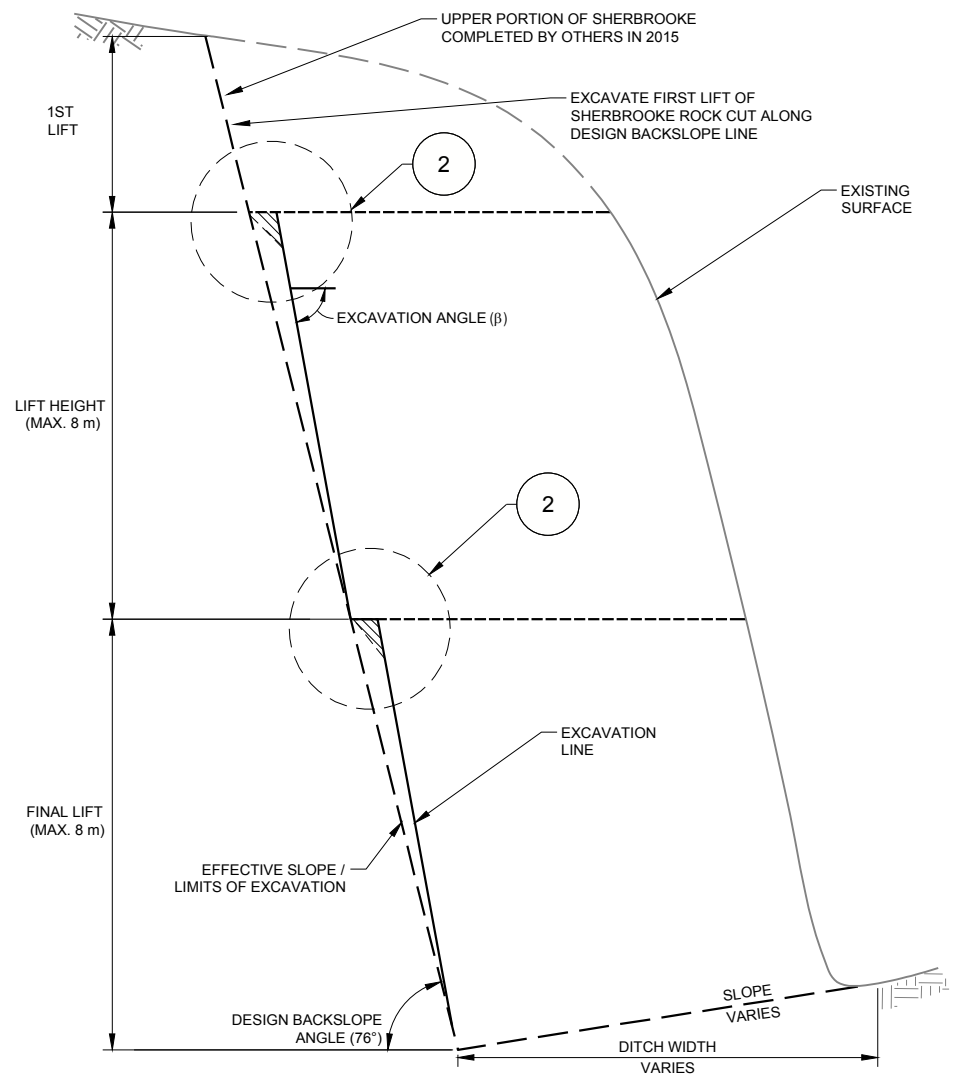 UPPER PORTION OF SHERBROOKE
COMPLETED BY OTHERS IN 2015
1ST
LIFT
EXCAVATE FIRST LIFT OF
SHERBROOKE ROCK CUT ALONG
DESIGN BACKSLOPE LINE
2
EXISTING
SURFACE
EXCAVATION ANGLE (β)
LIFT HEIGHT
(MAX. 8 m)
2
EXCAVATION
LINE
FINAL LIFT
(MAX. 8 m)
EFFECTIVE SLOPE /
LIMITS OF EXCAVATION
DESIGN BACKSLOPE
ANGLE (76°)
SLOPE
VARIES
DITCH WIDTH
VARIES